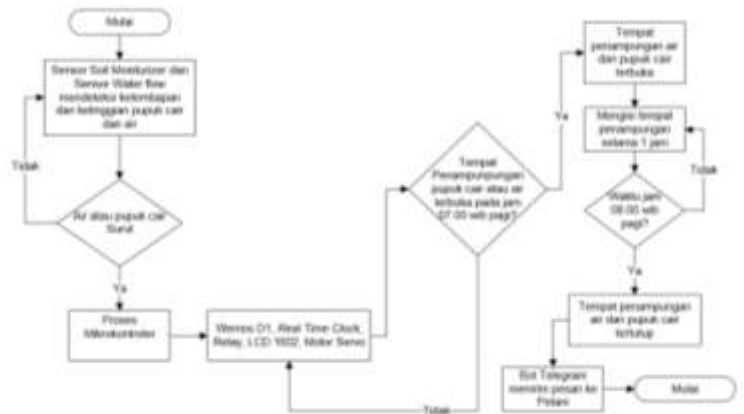 Mulai
Sensor Soil Moisturizer dan
Sensor Water flow
mendeteksi kelembapan
dan ketinggian pupuk cair
dan air
Tidak
Air atau pupuk cair
Surut
Ya
Proses
Mikrokontroler
Wemos D1, Real Time Clock,
Relay, LCD 1602, Motor Servo
Tempat
Penampunpungan
pupuk cair atau air
terbuka pada jam
07.00 wib pagi?
Tidak
Ya
Tempat
penampungan air
dan pupuk cair
terbuka
Mengisi tempat
penampungan
selama 1 jam
Tidak
Waktu jam
08.00 wib
pagi?
Ya
Tempat penampungan
air dan pupuk cair
tertutup
Bot Telegram
mengirim pesan ke
Petani
Mulai